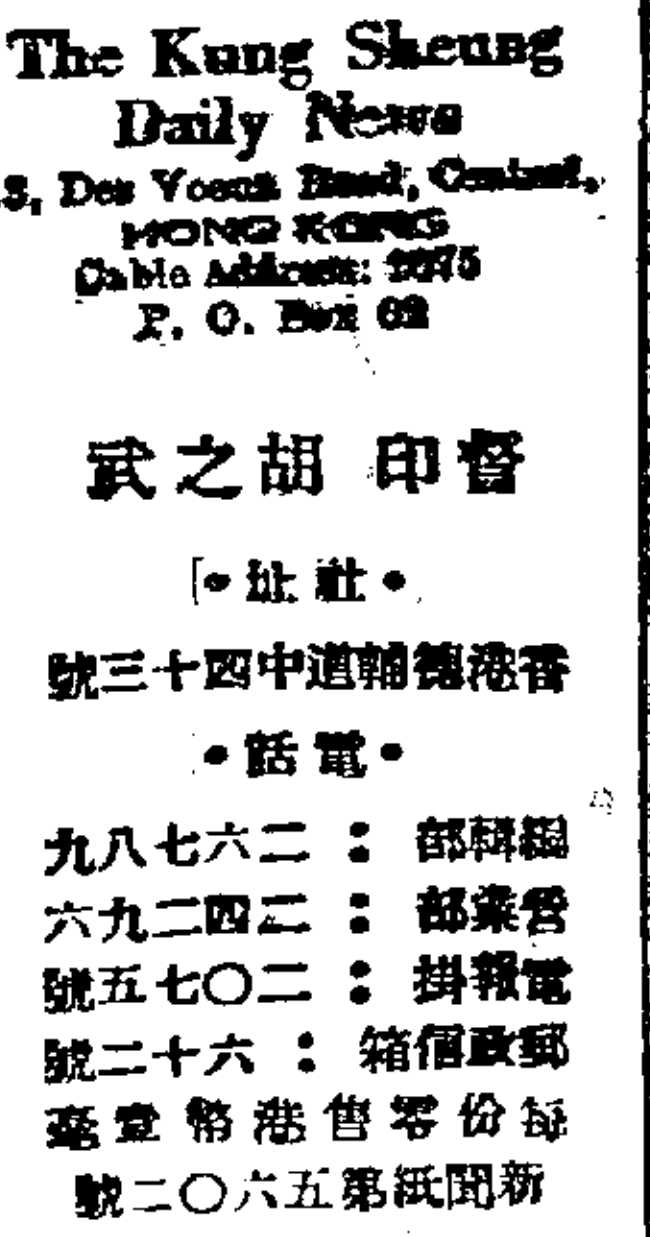 The Kung Sheung
Daily News
3, Des Voeux Road, Central,
HONG KONG
Cable Address: 2075
P. O. Box 62
督印 胡之武
•社址•
香港德輔道中四十三號
•電話•
編輯部：二六七八九
營業部：二四二九六
電報掛：二〇七五號
郵政信箱：六十二號
每份零售港幣壹毫
新聞紙第五六〇二號